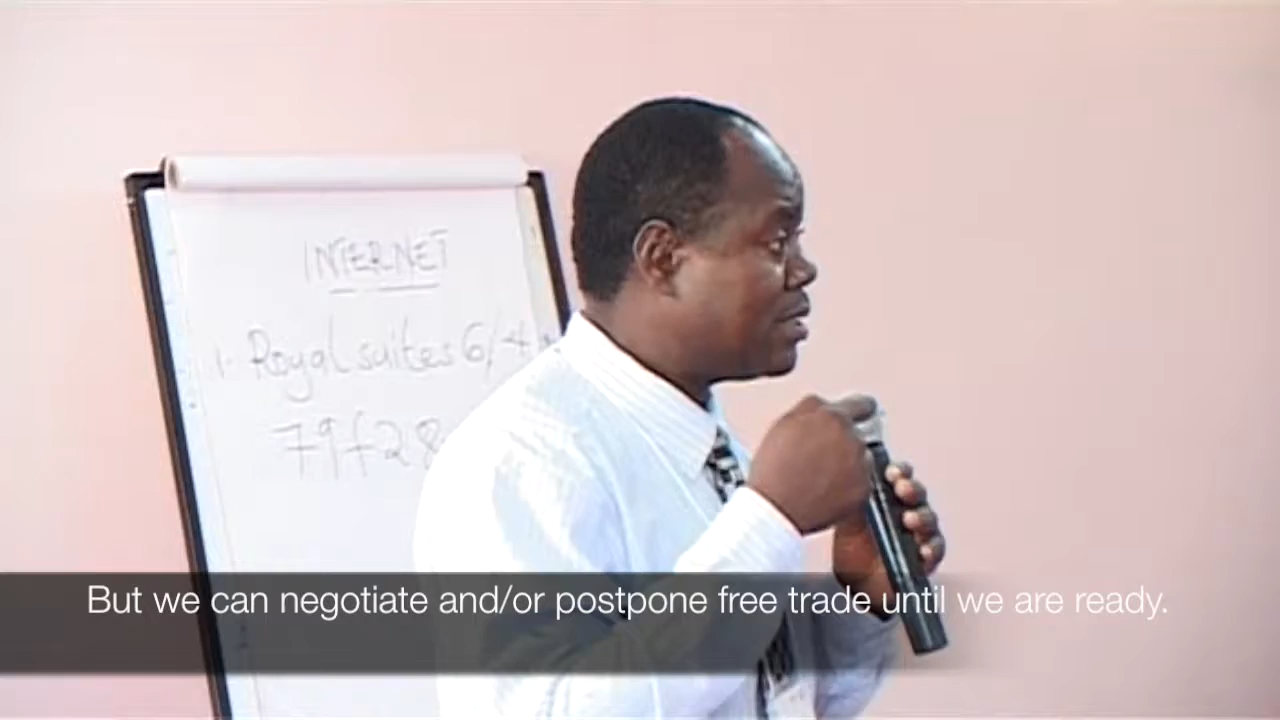 INTERNET
1. Royal suites 6/4
79f28
But we can negotiate and/or postpone free trade until we are ready.